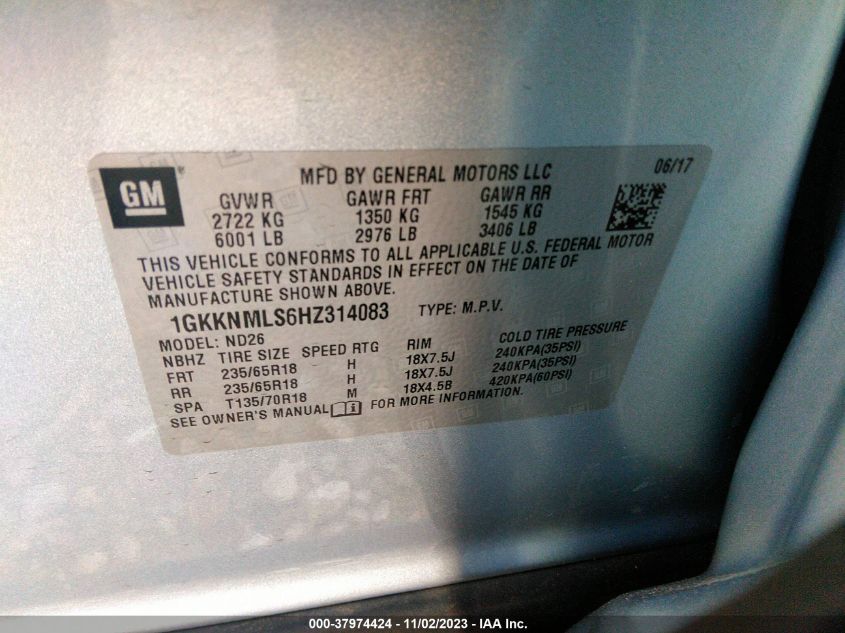 GM
MFD BY GENERAL MOTORS LLC 06/17
GVWR GAWR FRT GAWR RR
2722 KG 1350 KG 1545 KG
6001 LB 2976 LB 3406 LB
THIS VEHICLE CONFORMS TO ALL APPLICABLE U.S. FEDERAL MOTOR
VEHICLE SAFETY STANDARDS IN EFFECT ON THE DATE OF
MANUFACTURE SHOWN ABOVE.
1GKKNMLS6HZ314083 TYPE: M.P.V.
MODEL: ND26
NBHZ TIRE SIZE SPEED RTG RIM COLD TIRE PRESSURE
FRT 235/65R18 H 18X7.5J 240KPA(35PSI)
RR 235/65R18 H 18X7.5J 240KPA(35PSI)
SPA T135/70R18 M 18X4.5B 420KPA(60PSI)
SEE OWNER'S MANUAL FOR MORE INFORMATION.
000-37974424 - 11/02/2023 - IAA Inc.